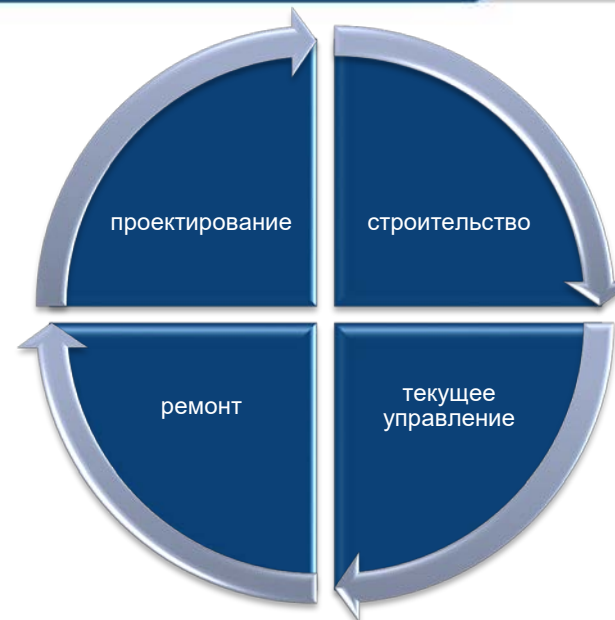 проектирование
строительство
ремонт
текущее
управление